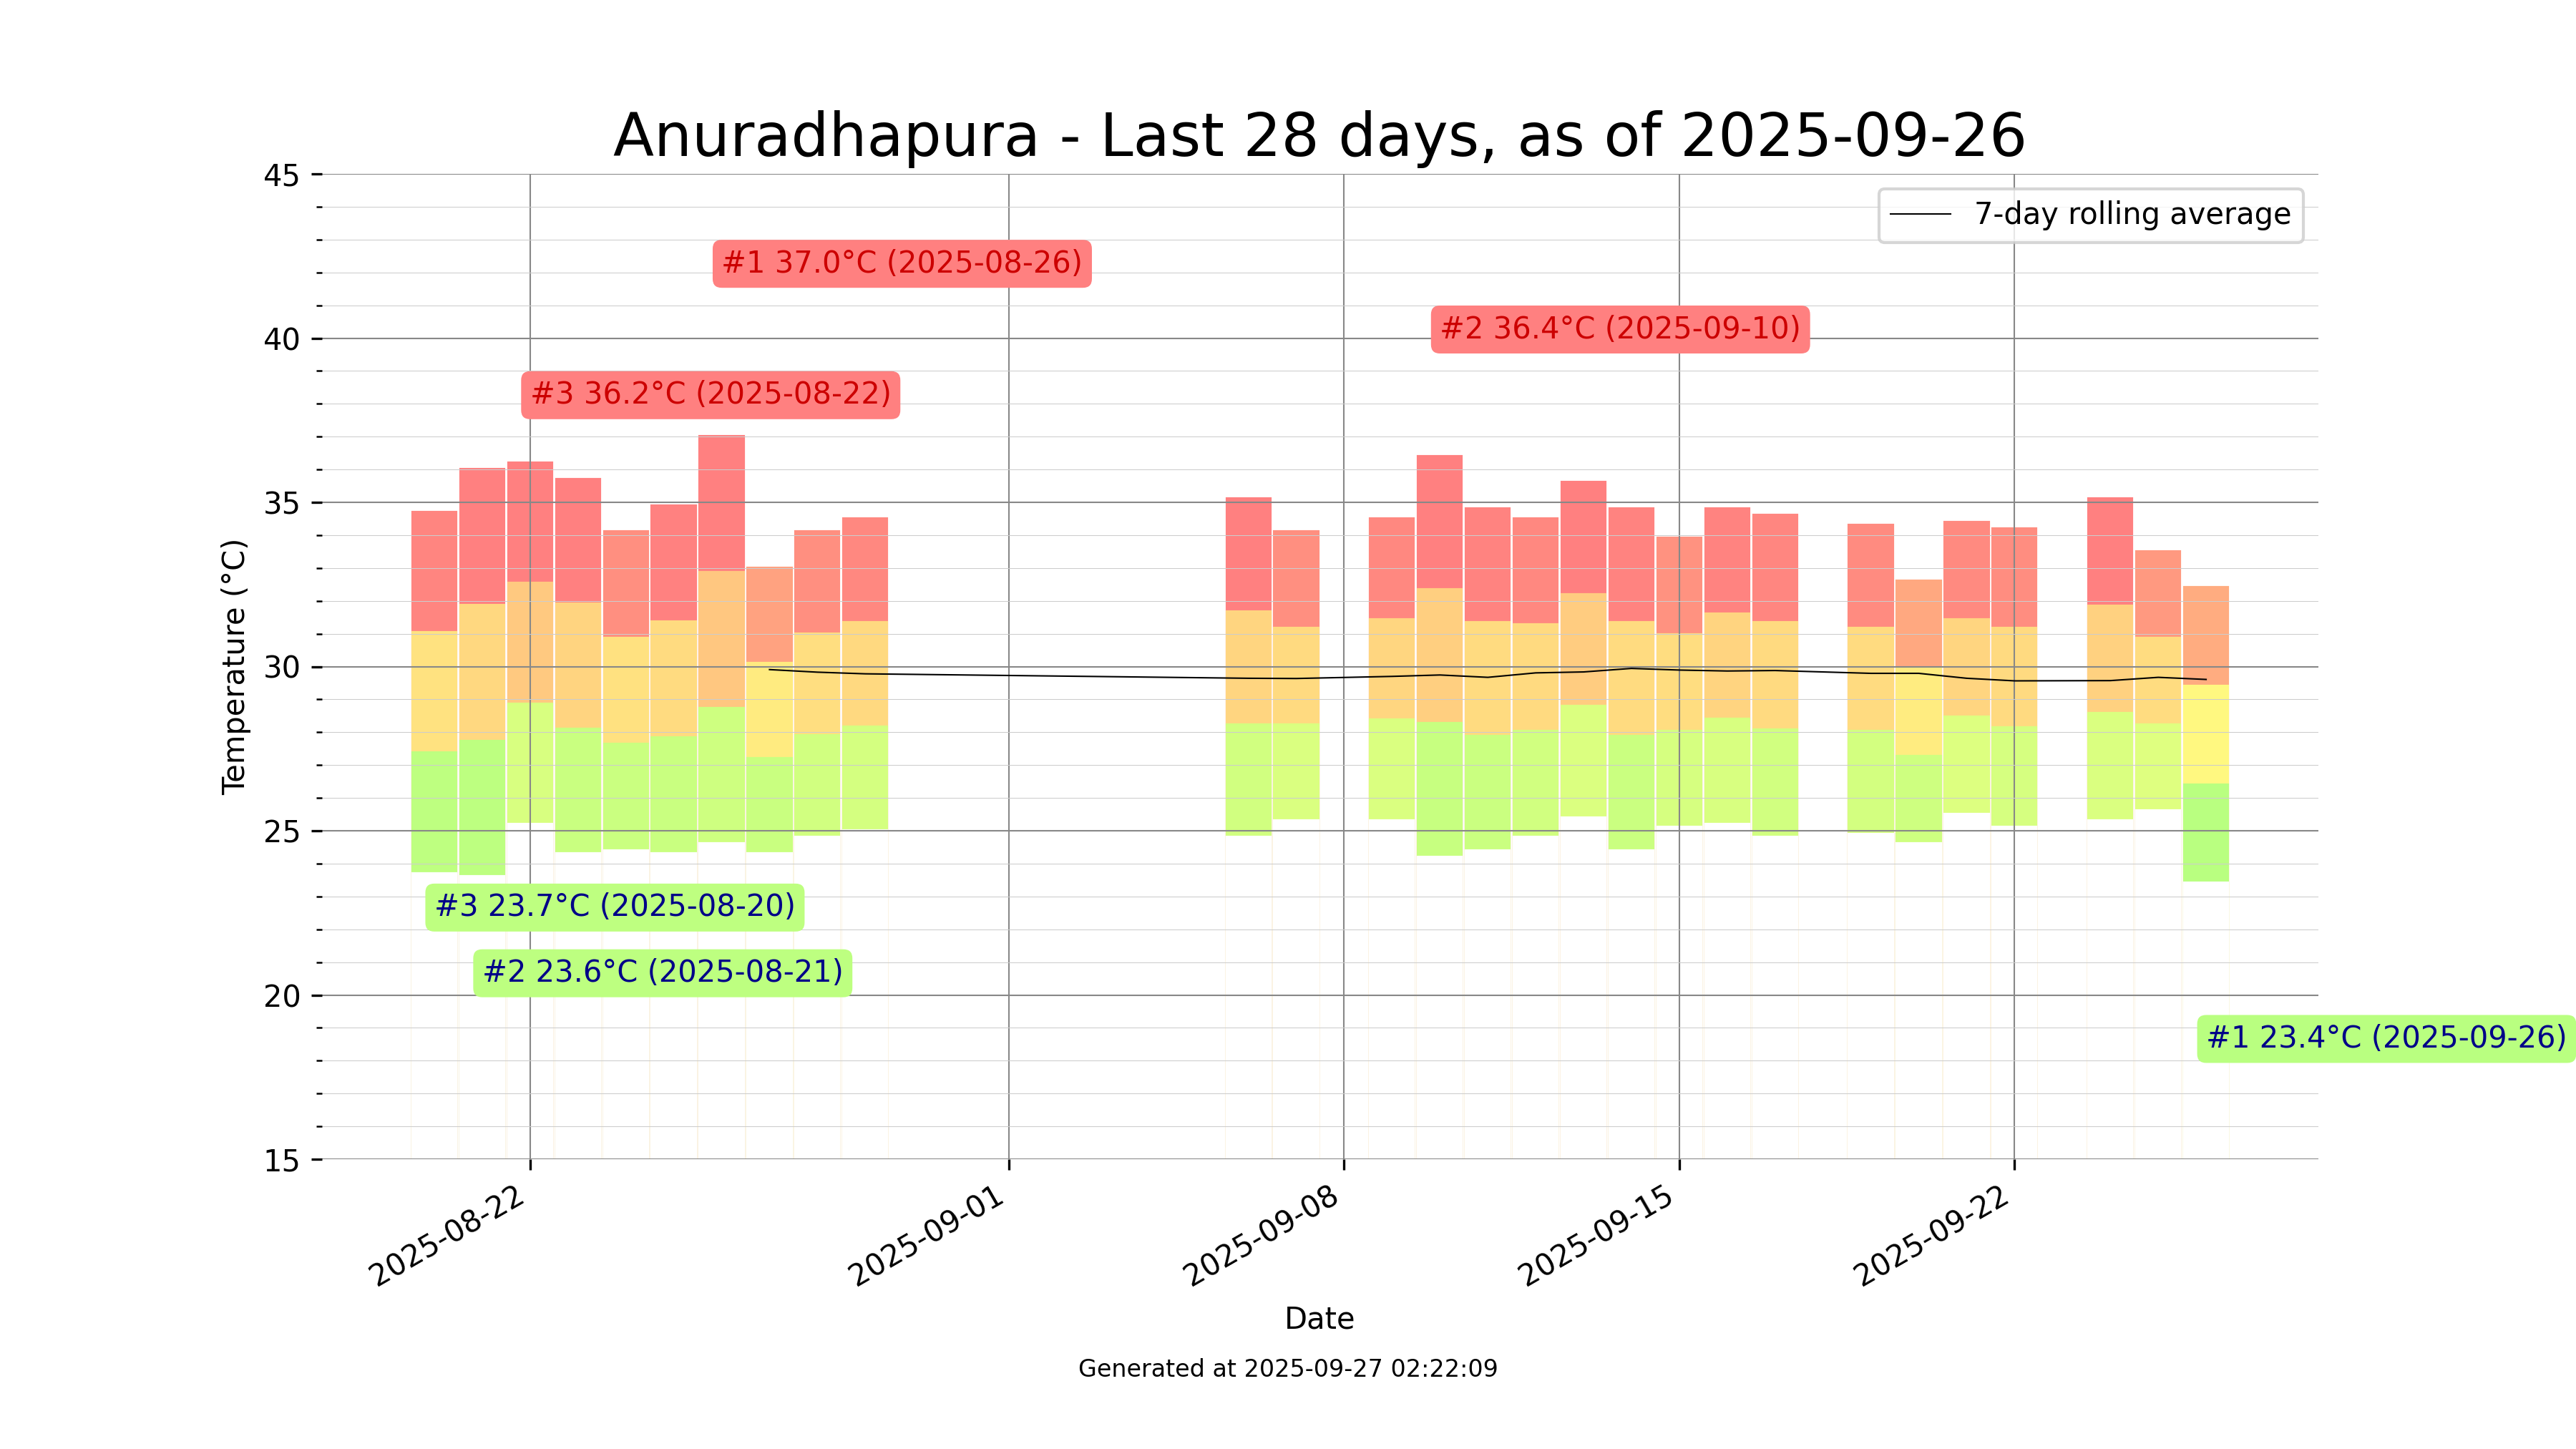 Anuradhapura - Last 28 days, as of 2025-09-26
45
7-day rolling average
#1 37.0°C (2025-08-26)
#2 36.4°C (2025-09-10)
40
#3 36.2°C (2025-08-22)
35
Temperature (°C)
30
25
#3 23.7°C (2025-08-20)
#2 23.6°C (2025-08-21)
20
#1 23.4°C (2025-09-26)
15
2025-08-22
2025-09-01
2025-09-08
2025-09-15
2025-09-22
Date
Generated at 2025-09-27 02:22:09